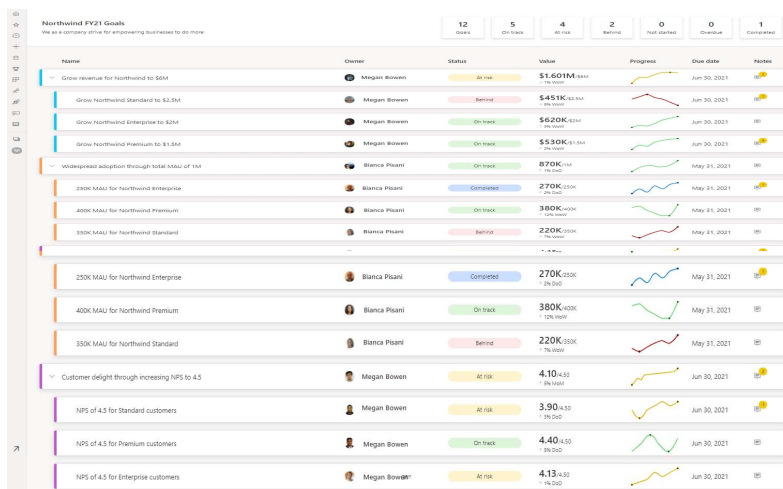 Northwind FY21 Goals
We as a company strive for empowering businesses to do more
12 5 4 2 0 0 1
Goals On track At risk Behind Not started Overdue Completed
Name Owner Status Value Progress Due date Notes
Grow revenue for Northwind to $6M Megan Bowen At risk $1.601M/$6M Jun 30, 2021
↑ 1% WoW
Grow Northwind Standard to $2.5M Megan Bowen Behind $451K/$2.5M Jun 30, 2021
Grow Northwind Enterprise to $2M Megan Bowen On track $620K/$2M Jun 30, 2021
Grow Northwind Premium to $1.5M Megan Bowen On track $530K/$1.5M Jun 30, 2021
Widespread adoption through total MAU of 1M Bianca Pisani On track 870K/1M May 31, 2021
↑ 1% DoD
250K MAU for Northwind Enterprise Bianca Pisani Completed 270K/250K May 31, 2021
↑ 2% DoD
400K MAU for Northwind Premium Bianca Pisani On track 380K/400K May 31, 2021
↑ 12% WoW
350K MAU for Northwind Standard Bianca Pisani Behind 220K/350K May 31, 2021
↑ 7% WoW
250K MAU for Northwind Enterprise Bianca Pisani Completed 270K/250K May 31, 2021
↑ 2% DoD
400K MAU for Northwind Premium Bianca Pisani On track 380K/400K May 31, 2021
↑ 12% WoW
350K MAU for Northwind Standard Bianca Pisani Behind 220K/350K May 31, 2021
↑ 7% WoW
Customer delight through increasing NPS to 4.5 Megan Bowen At risk 4.10/4.50 Jun 30, 2021
↑ 5% MoM
NPS of 4.5 for Standard customers Megan Bowen At risk 3.90/4.50 Jun 30, 2021
↑ 3% DoD
NPS of 4.5 for Premium customers Megan Bowen On track 4.40/4.50 Jun 30, 2021
NPS of 4.5 for Enterprise customers Megan Bowen At risk 4.13/4.50 Jun 30, 2021
↑ 1% DoD